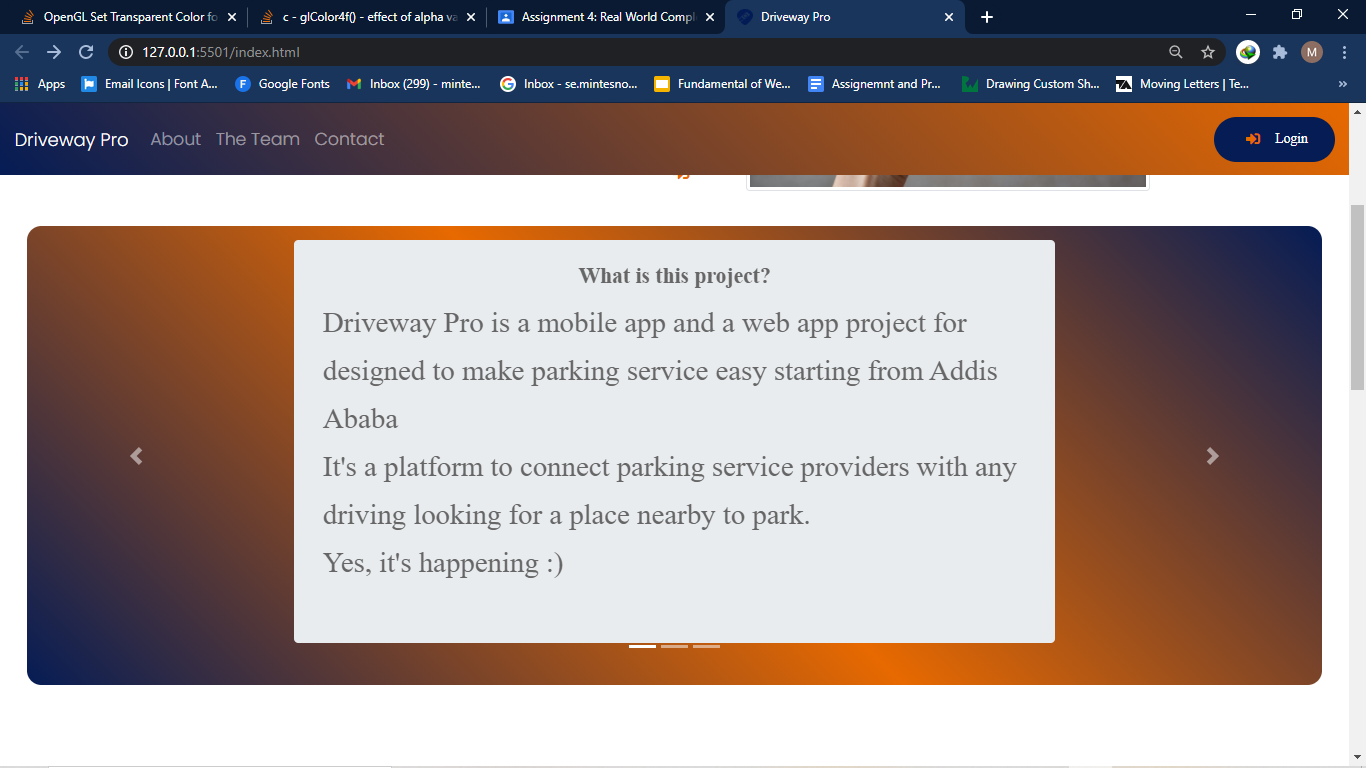 OpenGL Set Transparent Color fo
c - glColor4f() - effect of alpha va
Assignment 4: Real World Compl
Driveway Pro
127.0.0.1:5501/index.html
M
Apps
Email Icons | Font A...
Google Fonts
Inbox (299) - minte...
Inbox - se.mintesno...
Fundamental of We...
Assignemnt and Pr...
Drawing Custom Sh...
Moving Letters | Te...
»
Driveway Pro
About
The Team
Contact
Login
What is this project?
Driveway Pro is a mobile app and a web app project for
designed to make parking service easy starting from Addis
Ababa
It's a platform to connect parking service providers with any
driving looking for a place nearby to park.
Yes, it's happening :)